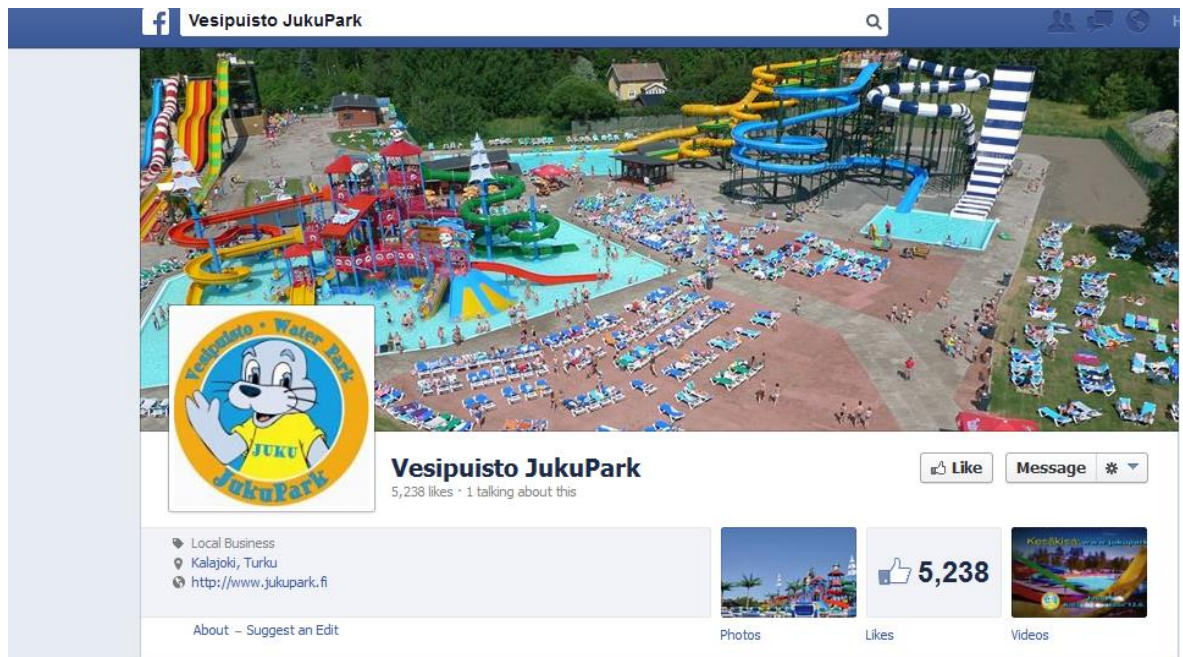 Vesipuisto JukuPark
Vesipuisto • Water Park
JUKU
JukuPark
Vesipuisto JukuPark
5,238 likes · 1 talking about this
Like
Message
Local Business
Kalajoki, Turku
http://www.jukupark.fi
About – Suggest an Edit
5,238
Photos
Likes
Videos